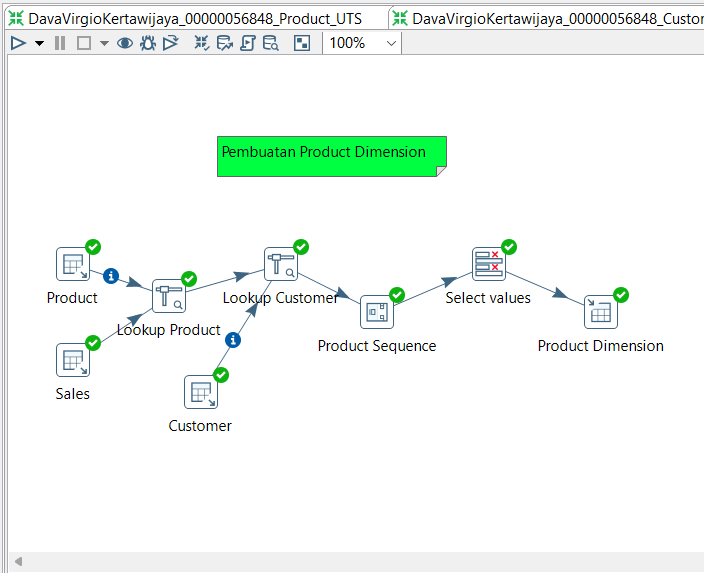 DavaVirgioKertawijaya_00000056848_Product_UTS
DavaVirgioKertawijaya_00000056848_Custor
100%
Pembuatan Product Dimension
Product
Lookup Product
Lookup Customer
Select values
Product Sequence
Product Dimension
Sales
Customer